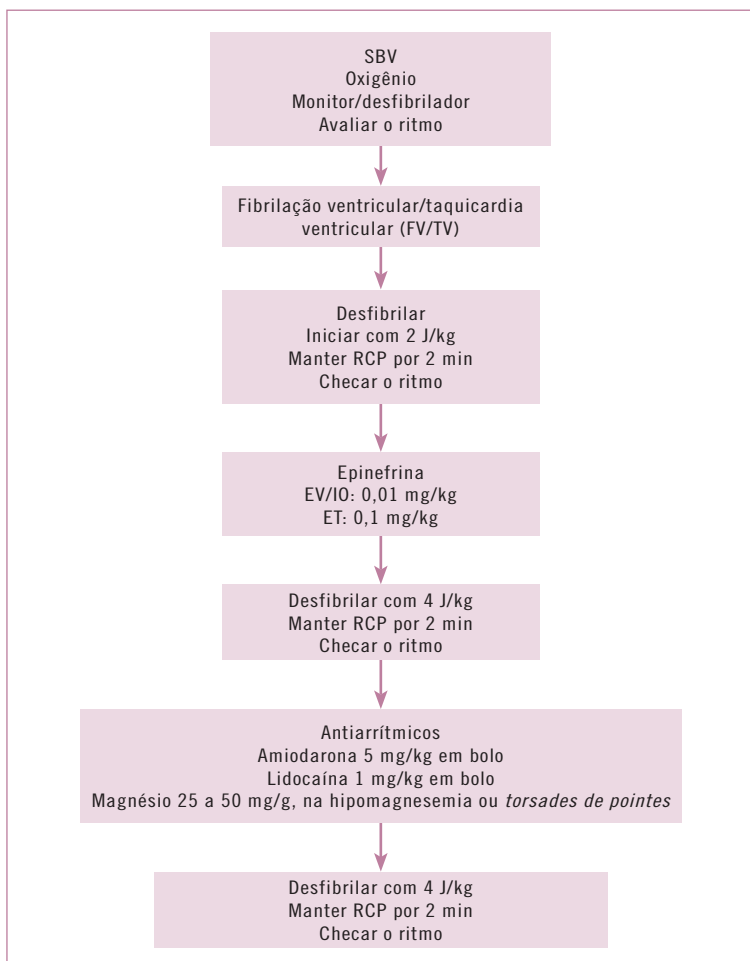 SBV
Oxigênio
Monitor/desfibrilador
Avaliar o ritmo
Fibrilação ventricular/taquicardia
ventricular (FV/TV)
Desfibrilar
Iniciar com 2 J/kg
Manter RCP por 2 min
Checar o ritmo
Epinefrina
EV/IO: 0,01 mg/kg
ET: 0,1 mg/kg
Desfibrilar com 4 J/kg
Manter RCP por 2 min
Checar o ritmo
Antiarrítmicos
Amiodarona 5 mg/kg em bolo
Lidocaína 1 mg/kg em bolo
Magnésio 25 a 50 mg/g, na hipomagnesemia ou torsades de pointes
Desfibrilar com 4 J/kg
Manter RCP por 2 min
Checar o ritmo